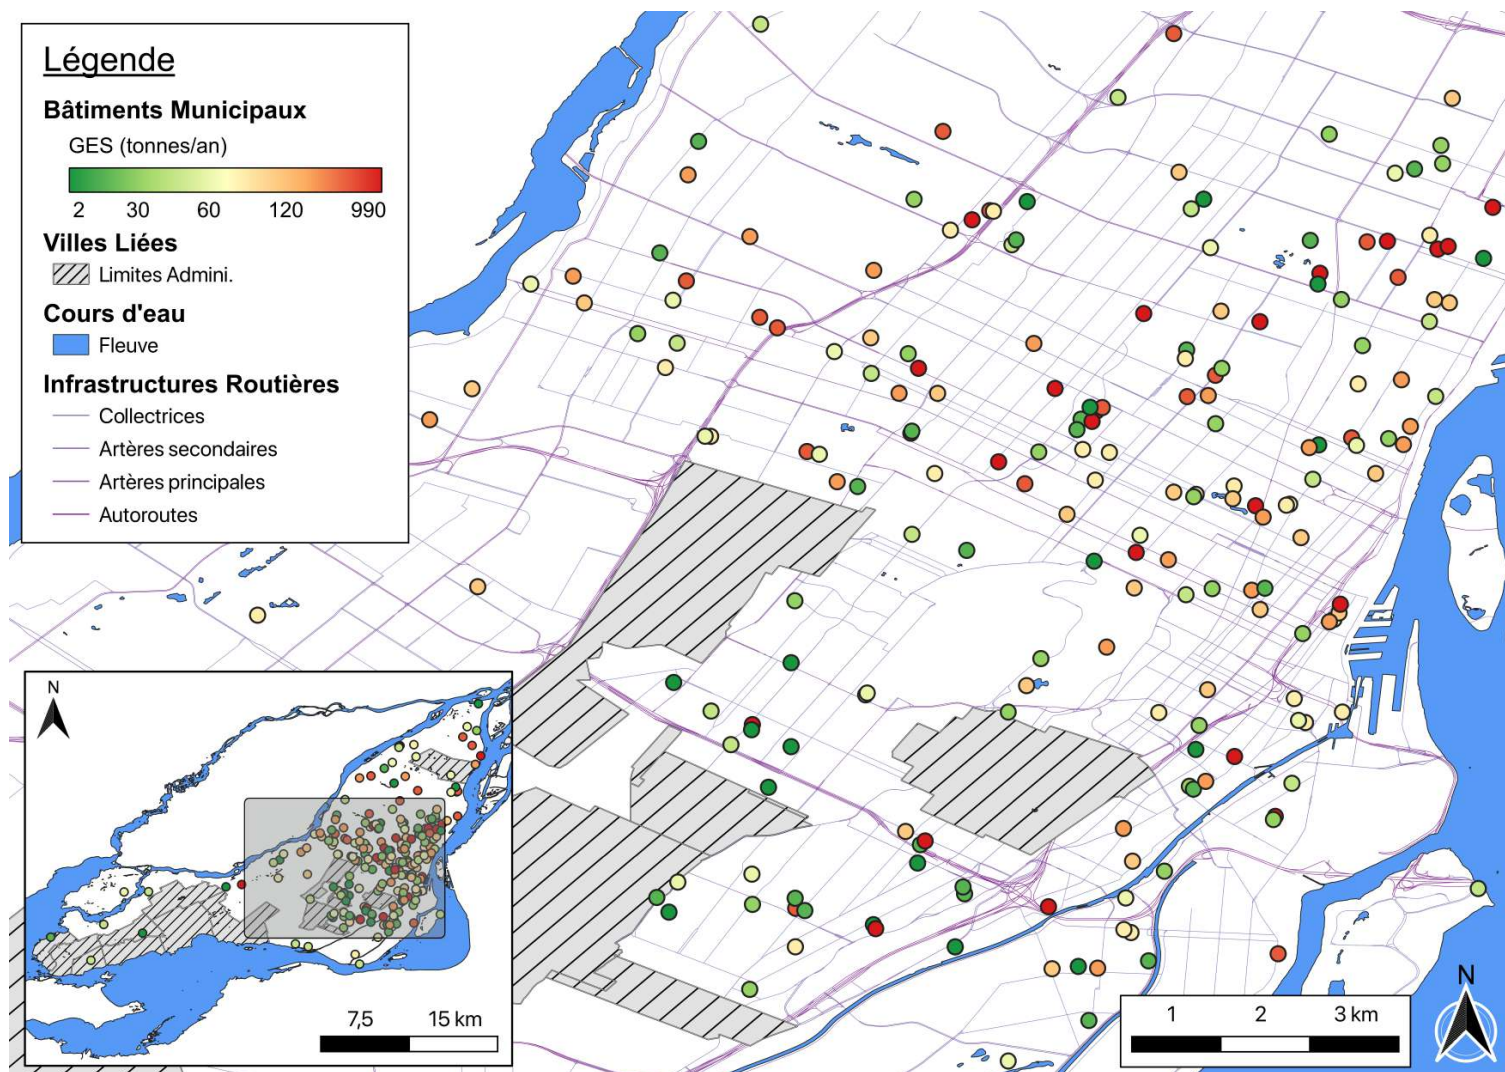 Légende
Bâtiments Municipaux
GES (tonnes/an)
2 30 60 120 990
Villes Liées
Limites Admini.
Cours d'eau
Fleuve
Infrastructures Routières
Collectrices
Artères secondaires
Artères principales
Autoroutes
N
7,5 15 km
1 2 3 km
N